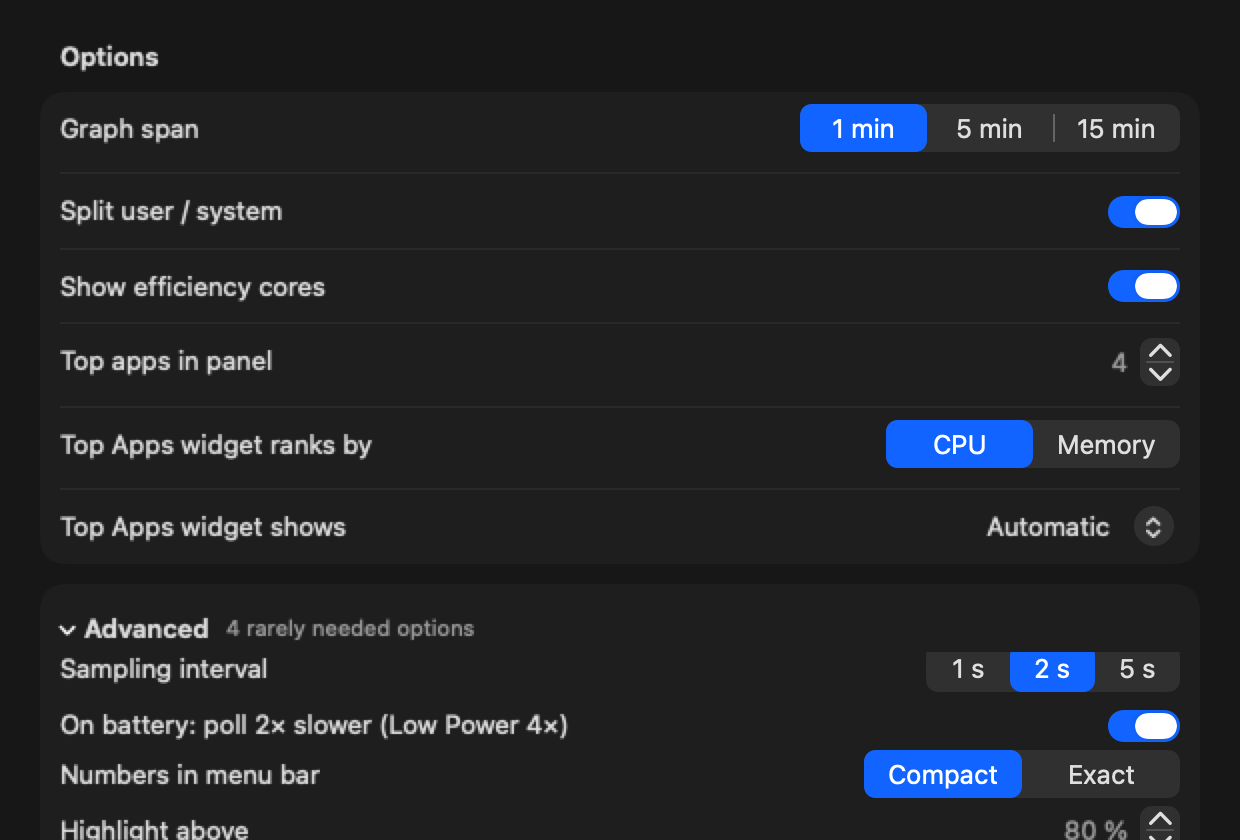 Options
Graph span 1 min 5 min 15 min
Split user / system
Show efficiency cores
Top apps in panel 4
Top Apps widget ranks by CPU Memory
Top Apps widget shows Automatic
Advanced 4 rarely needed options
Sampling interval 1 s 2 s 5 s
On battery: poll 2× slower (Low Power 4×)
Numbers in menu bar Compact Exact
Highlight above 80 %